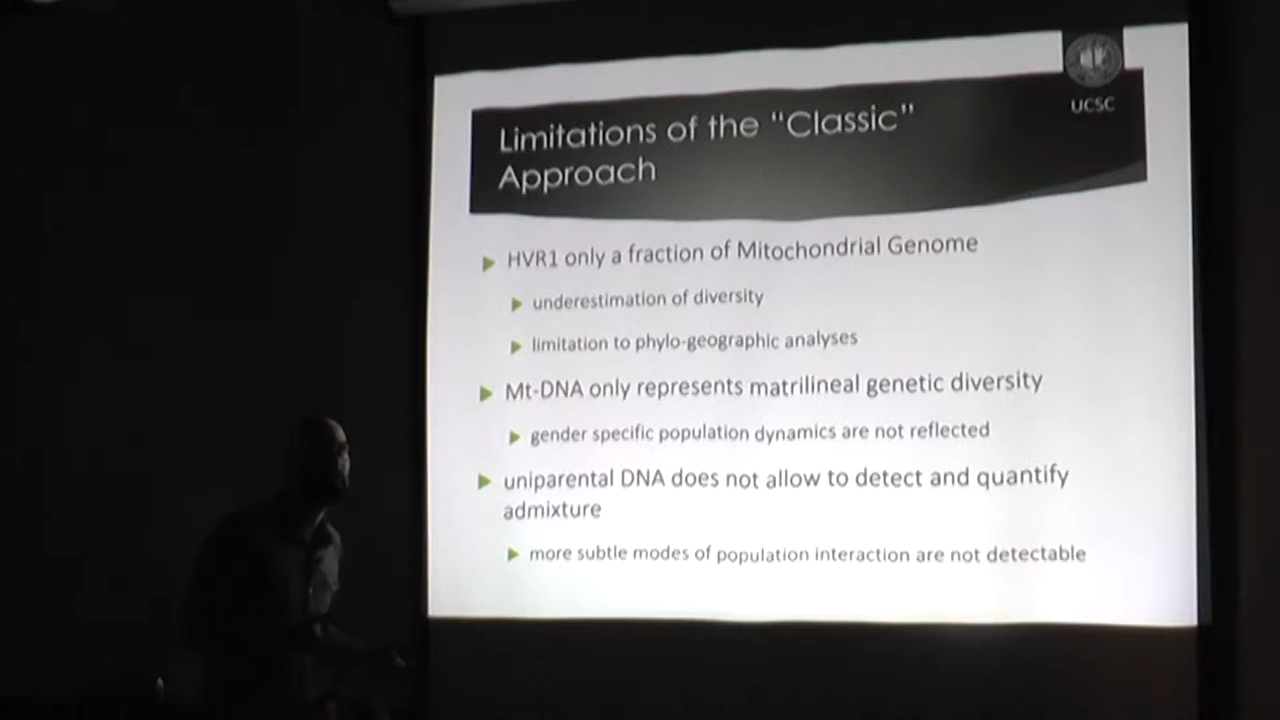 UCSC
Limitations of the “Classic”
Approach
HVR1 only a fraction of Mitochondrial Genome
underestimation of diversity
limitation to phylo-geographic analyses
Mt-DNA only represents matrilineal genetic diversity
gender specific population dynamics are not reflected
uniparental DNA does not allow to detect and quantify
admixture
more subtle modes of population interaction are not detectable